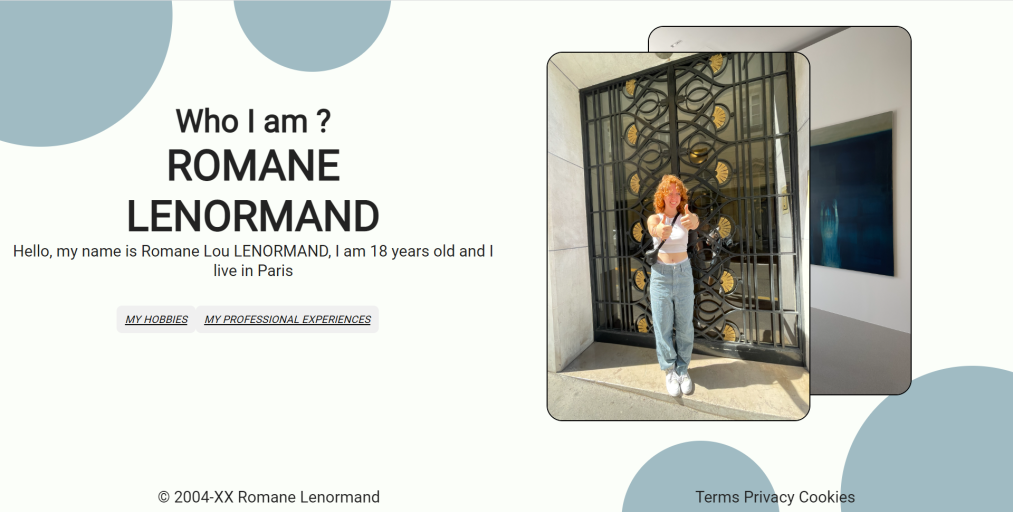 Who I am ?
ROMANE
LENORMAND
Hello, my name is Romane Lou LENORMAND, I am 18 years old and I
live in Paris
MY HOBBIES MY PROFESSIONAL EXPERIENCES
© 2004-XX Romane Lenormand
Terms Privacy Cookies